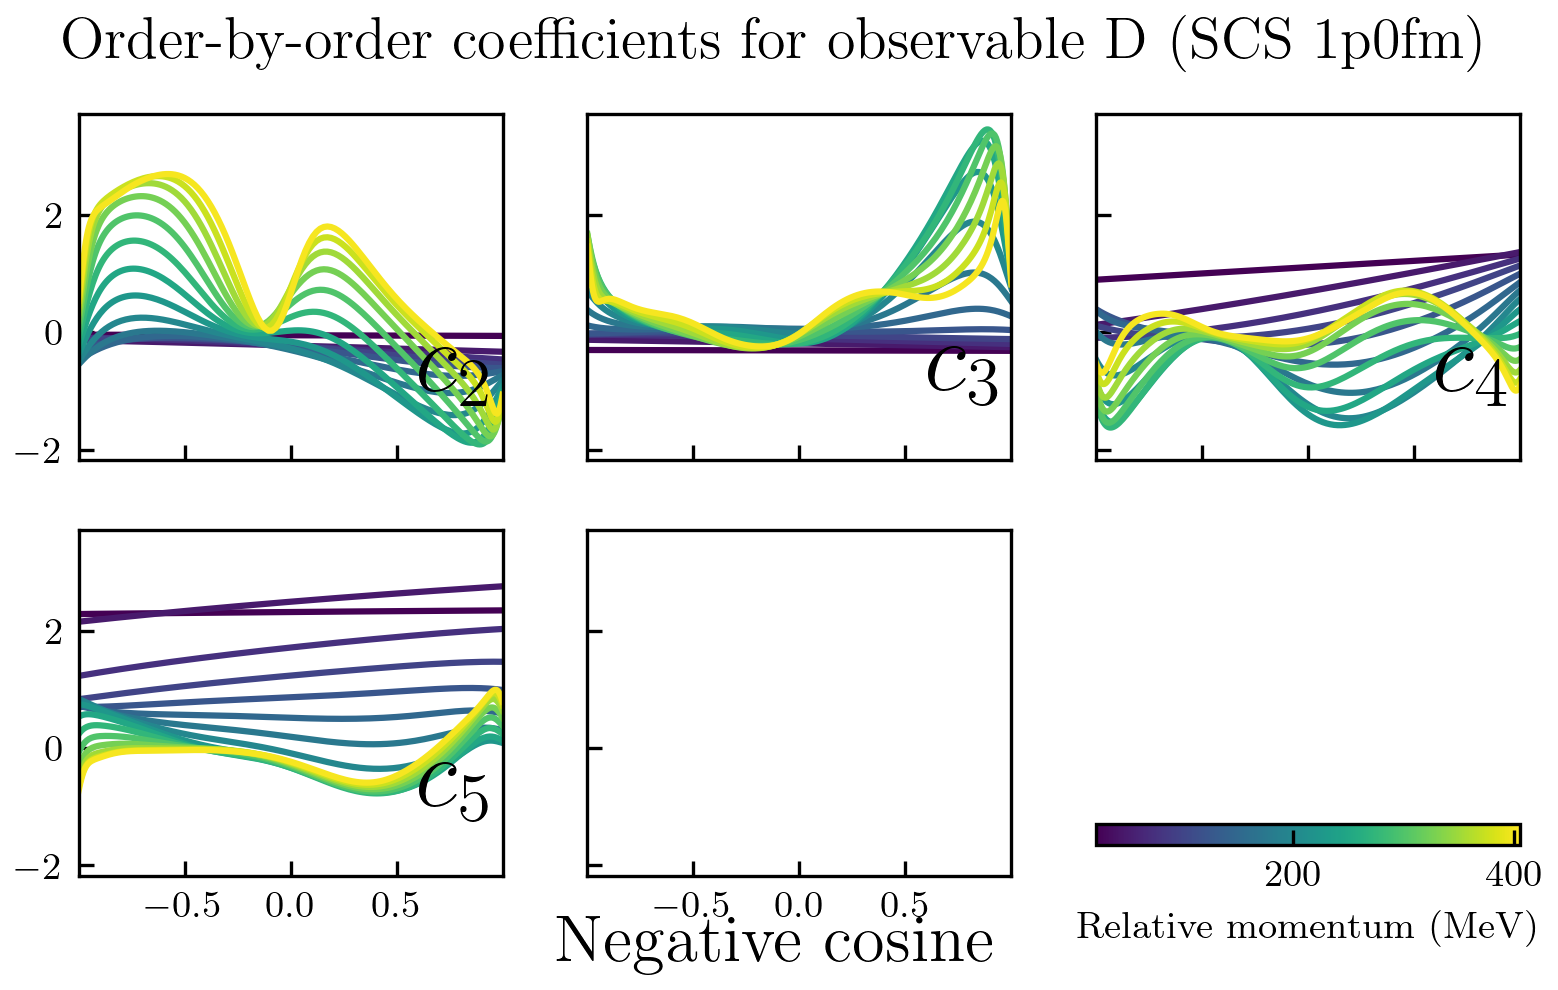 Order-by-order coefficients for observable D (SCS 1p0fm)
2
0
−2
c2
c3
c4
2
0
−2
c5
−0.5 0.0 0.5
−0.5 0.0 0.5
Negative cosine
200 400
Relative momentum (MeV)